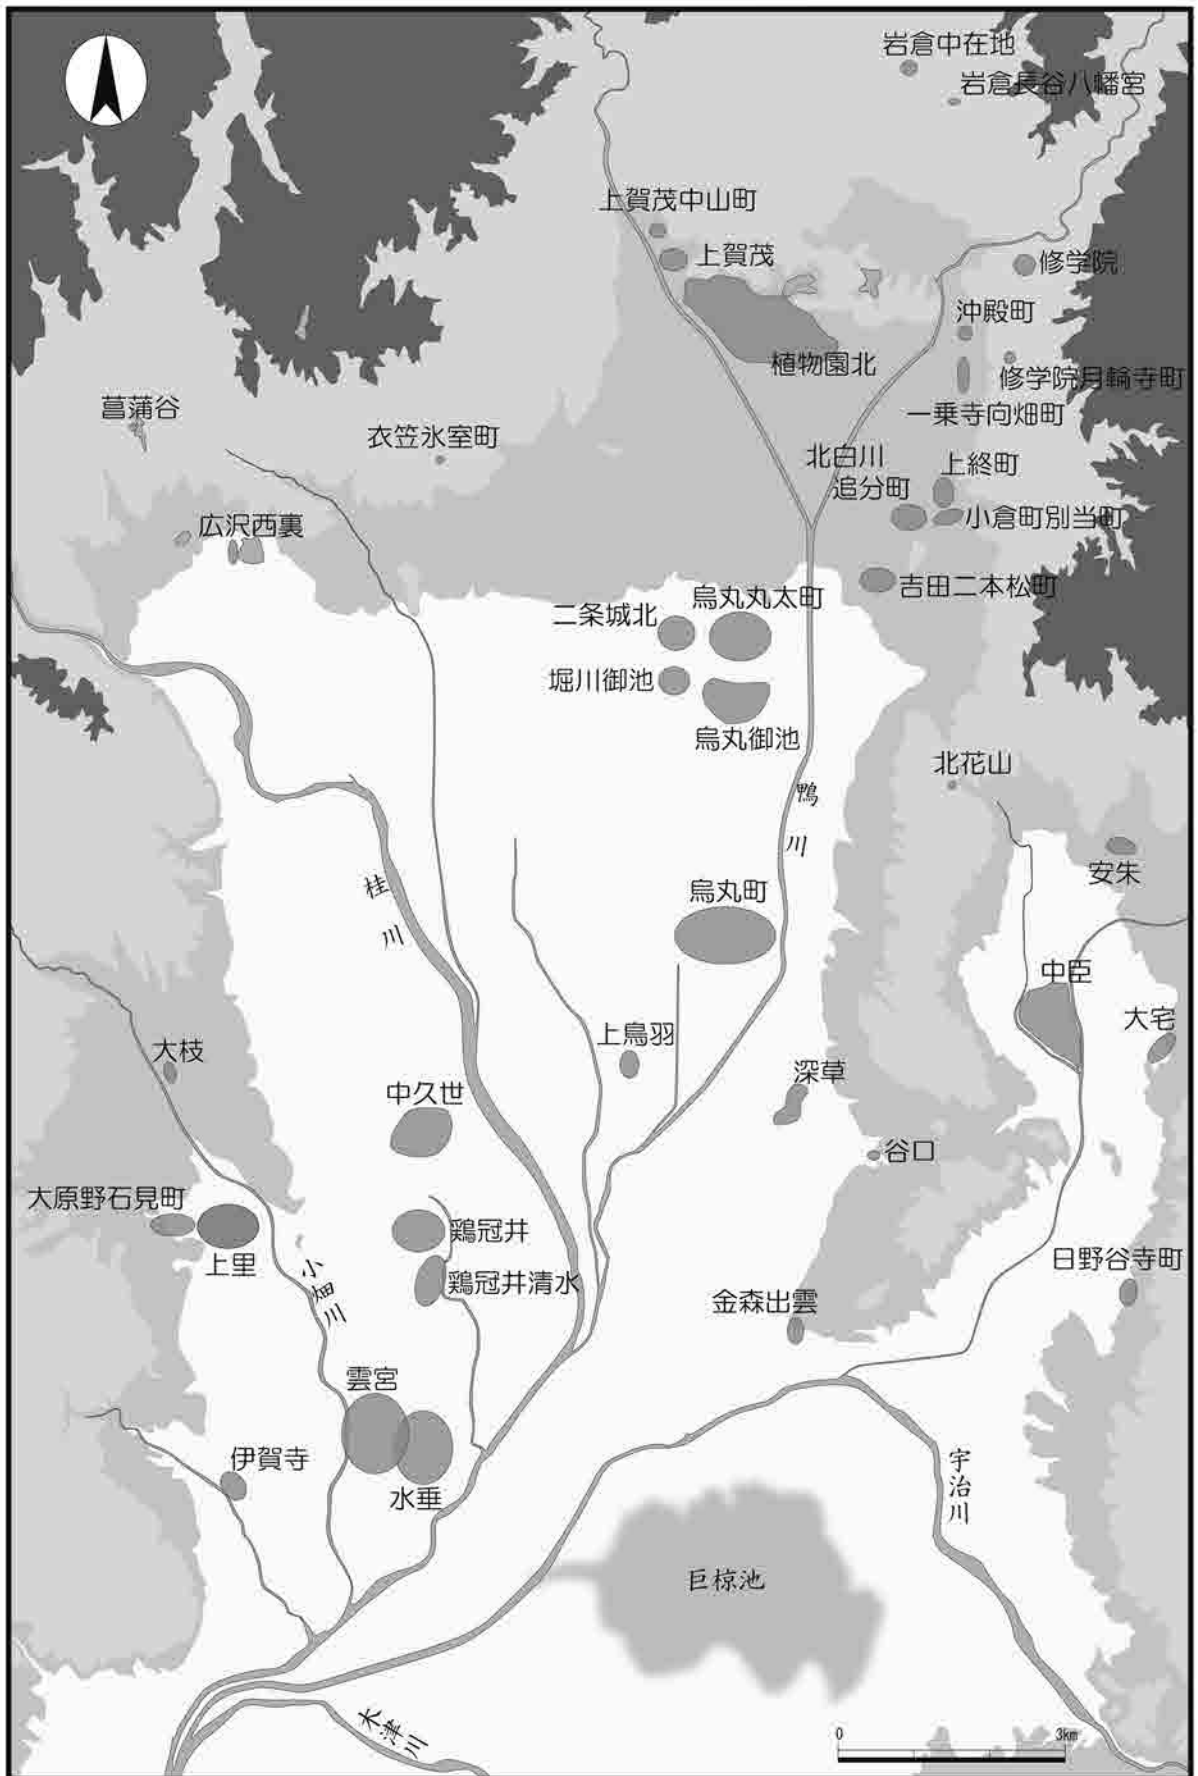 岩倉中在地
岩倉長谷八幡宮
上賀茂中山町
上賀茂
修学院
沖殿町
植物園北
修学院月輪寺町
菖蒲谷
一乗寺向畑町
衣笠氷室町
北白川
追分町
上終町
小倉町別当町
広沢西裏
吉田二本松町
二条城北
烏丸丸太町
堀川御池
烏丸御池
北花山
鴨川
安朱
桂川
烏丸町
中臣
大宅
上鳥羽
大枝
深草
中久世
谷口
大原野石見町
上里
鶏冠井
小畑川
鶏冠井清水
日野谷寺町
金森出雲
雲宮
伊賀寺
水垂
宇治川
巨椋池
木津川
0
3km